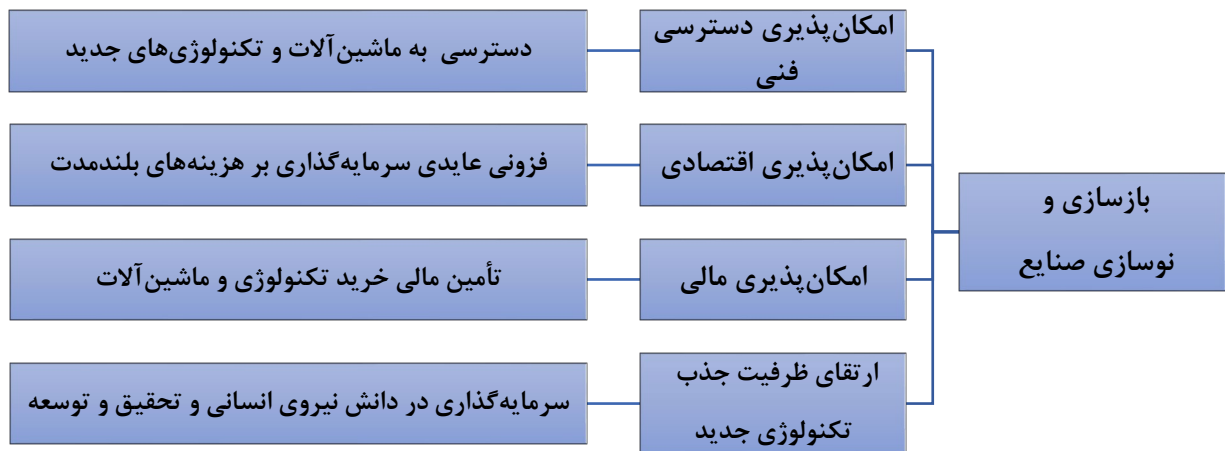 بازسازی و
نوسازی صنایع
امکان‌پذیری دسترسی
فنی
دسترسی به ماشین‌آلات و تکنولوژی‌های جدید
امکان‌پذیری اقتصادی
فزونی عایدی سرمایه‌گذاری بر هزینه‌های بلندمدت
امکان‌پذیری مالی
تأمین مالی خرید تکنولوژی و ماشین‌آلات
ارتقای ظرفیت جذب
تکنولوژی جدید
سرمایه‌گذاری در دانش نیروی انسانی و تحقیق و توسعه